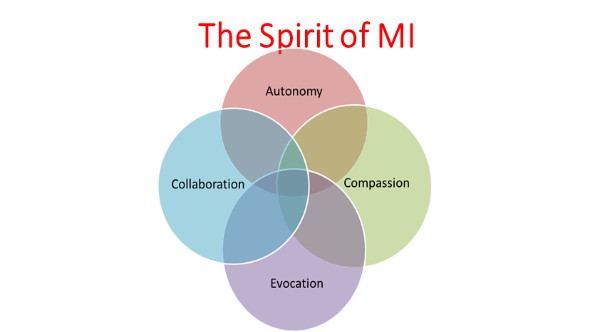 The Spirit of MI
Autonomy
Collaboration
Compassion
Evocation